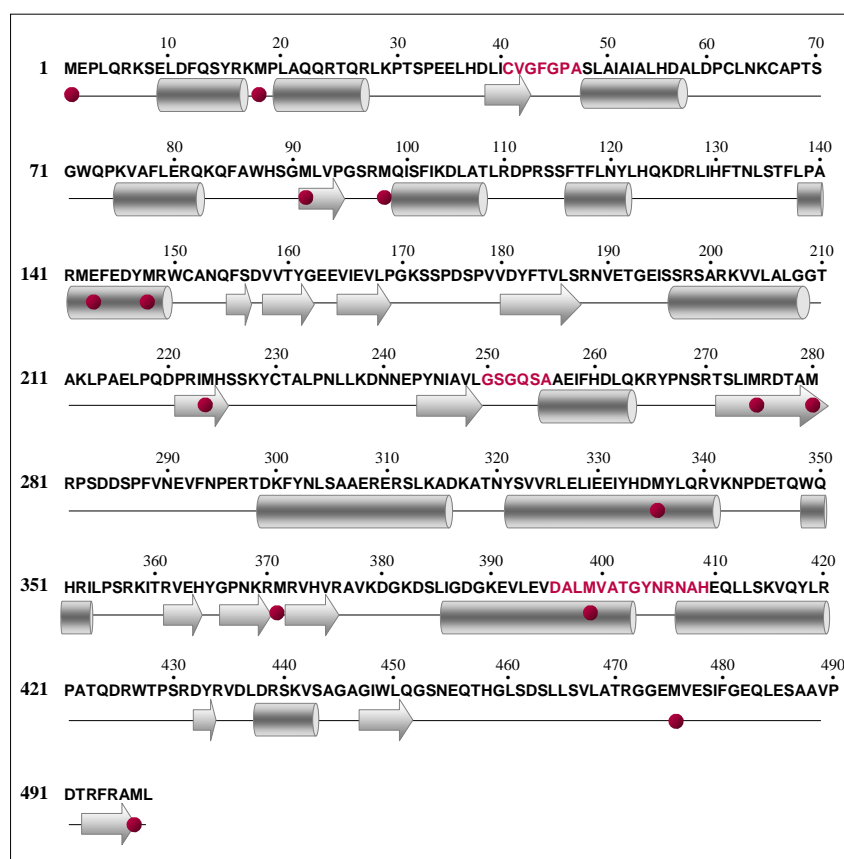 10 20 30 40 50 60 70
1 MEPLQRKSELDFQSYRKMPLAQQRTQRLKPTSPEELHDLICVGFGPASLAIAIALHDALDPCLNKCAPTS
80 90 100 110 120 130 140
71 GWQPKVAFLERQKQFAWHSGMLVPGSRMQISFIKDLATLRDPRSSFTFLNYLHQKDRLIHFTNLSTFLPA
150 160 170 180 190 200 210
141 RMEFEDYMRWCANQFSDVVTYGEEVIEVLPGKSSPDSPVVDYFTVLSRNVETGEISSRSARKVVLALGGT
220 230 240 250 260 270 280
211 AKLPAELPQDPRIMHSSKYCTALPNLLKDNNEPYNIAVLGSGQSAAEIFHDLQKRYPNSRTSLIMRDTAM
290 300 310 320 330 340 350
281 RPSDDSPFVNEVFNPERTDKFYNLSAAERERSLKADKATNYSVVRLELIEEIYHDMYLQRVKNPDETQWQ
360 370 380 390 400 410 420
351 HRILPSRKITRVEHYGPNKRMRVHVRAVKDGKDSLIGDGKEVLEVDALMVATGYNRNAHEQLLSKVQYLR
430 440 450 460 470 480 490
421 PATQDRWTPSRDYRVDLDRSKVSAGAGIWLQGSNEQTHGLSDSLLSVLATRGGEMVESIFGEQLESAAVP
491 DTRFRAML